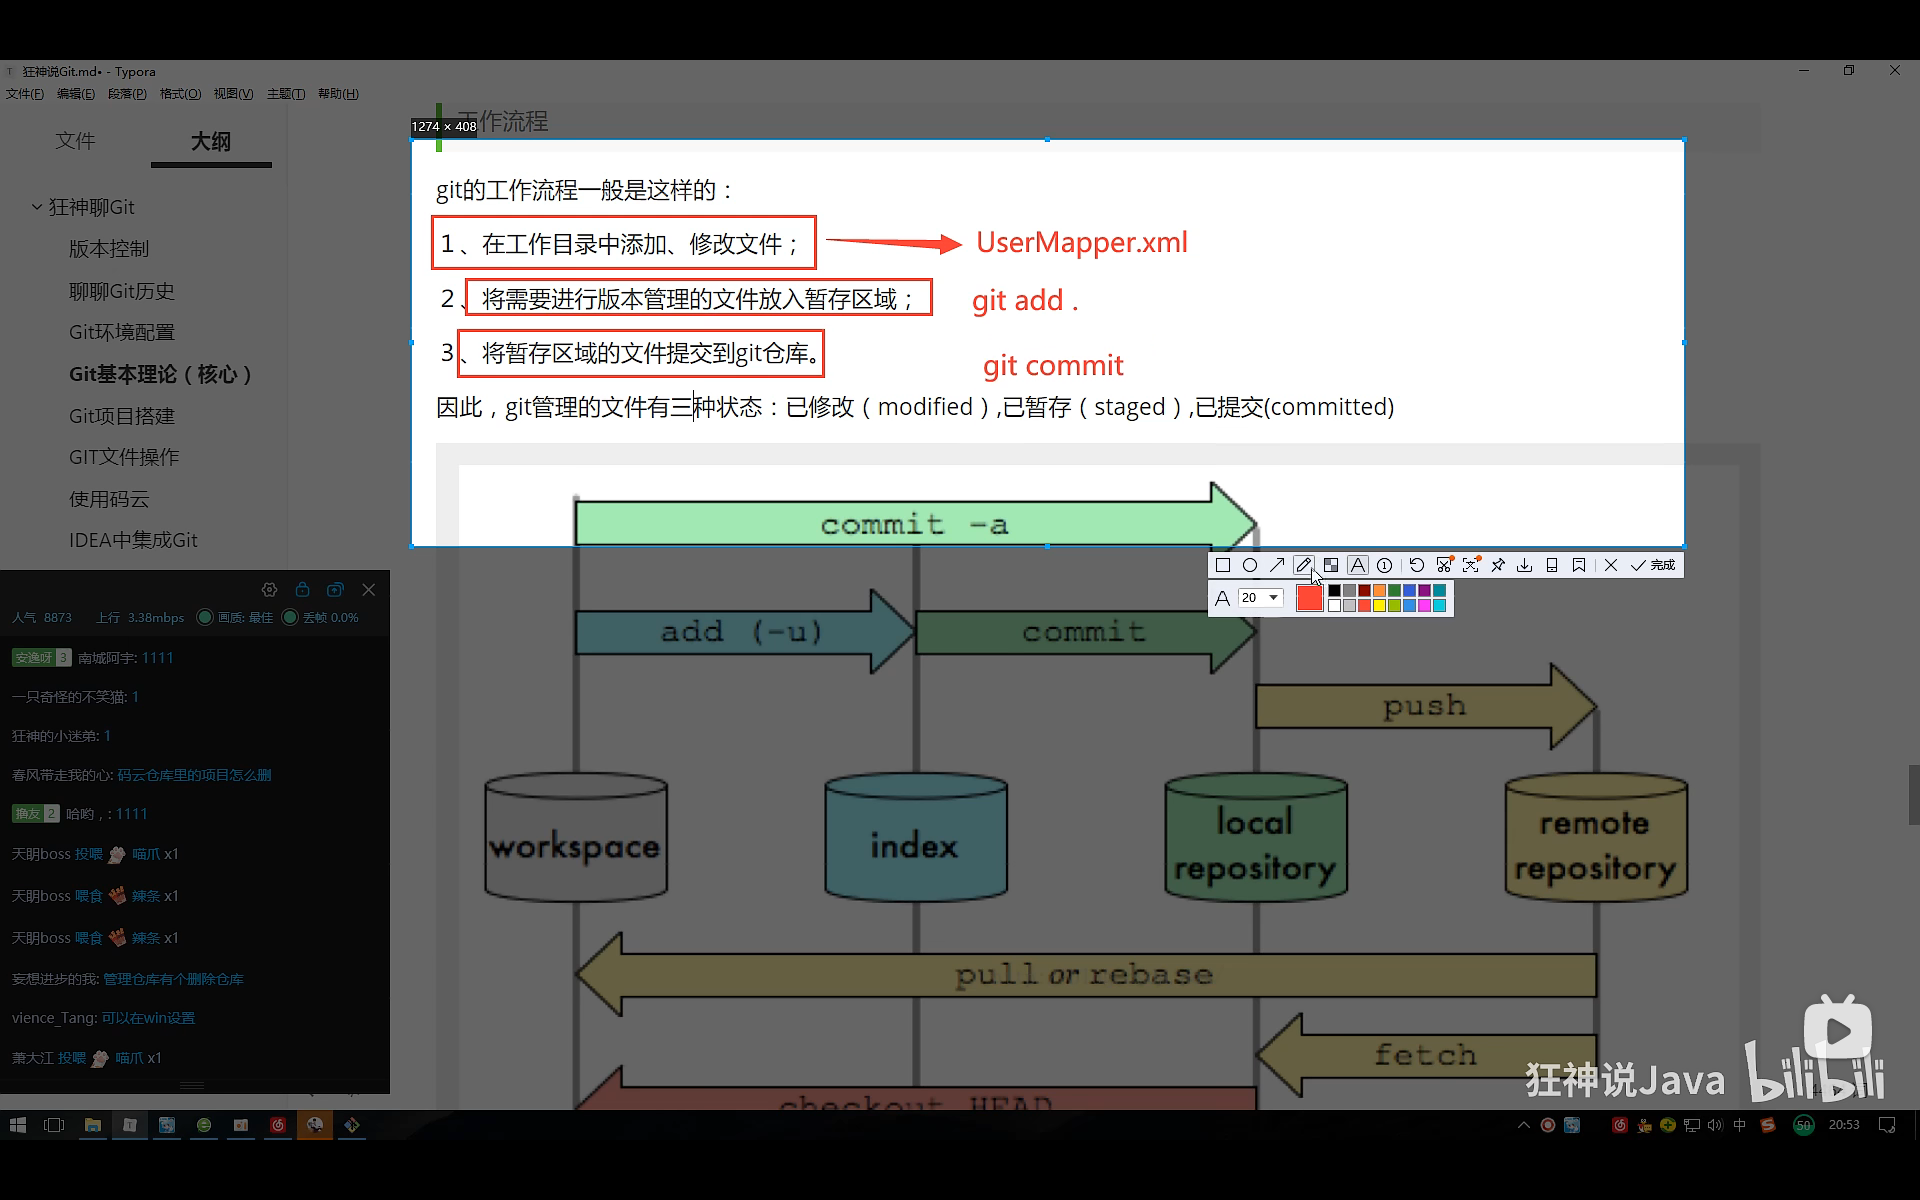 狂神说Git.md• - Typora
文件(F) 编辑(E) 段落(P) 格式(O) 视图(V) 主题(T) 帮助(H)
文件 大纲
狂神聊Git
版本控制
聊聊Git历史
Git环境配置
Git基本理论（核心）
Git项目搭建
GIT文件操作
使用码云
IDEA中集成Git
工作流程
1274 × 408
git的工作流程一般是这样的：
1、在工作目录中添加、修改文件；
UserMapper.xml
2、将需要进行版本管理的文件放入暂存区域；
git add .
3、将暂存区域的文件提交到git仓库。
git commit
因此，git管理的文件有三种状态：已修改（modified）,已暂存（staged）,已提交(committed)
commit -a
完成
A 20
add (-u)
commit
push
workspace
index
local repository
remote repository
pull or rebase
fetch
checkout HEAD
人气 8873 上行 3.38mbps 画质: 最佳 丢帧 0.0%
安逸呀 3 南城阿宇: 1111
一只奇怪的不笑猫: 1
狂神的小迷弟: 1
春风带走我的心: 码云仓库里的项目怎么删
撸友 2 哈哟，: 1111
天明boss 投喂 喵爪 x1
天明boss 喂食 辣条 x1
天明boss 喂食 辣条 x1
妄想进步的我: 管理仓库有个删除仓库
vience_Tang: 可以在win设置
萧大江 投喂 喵爪 x1
狂神说Java bilibili
中 50 20:53